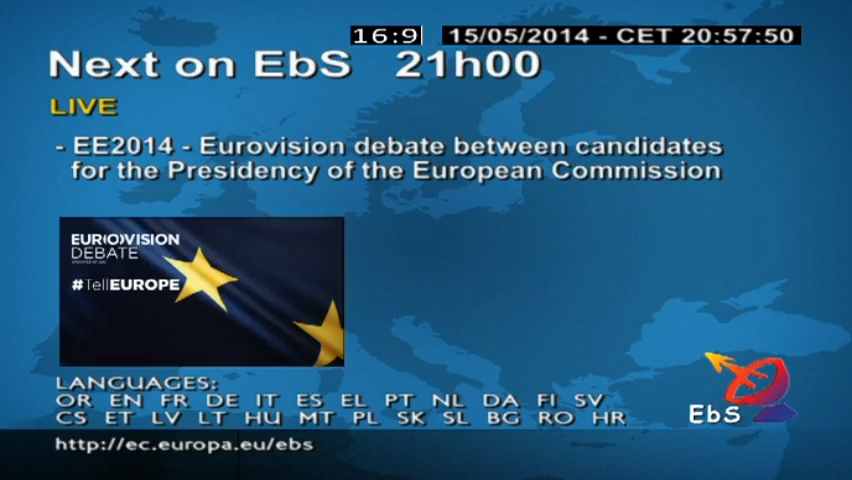 16:9 15/05/2014 - CET 20:57:50
Next on EbS 21h00
LIVE
- EE2014 - Eurovision debate between candidates
for the Presidency of the European Commission
EUR(O)VISION
DEBATE
#TellEUROPE
LANGUAGES:
OR EN FR DE IT ES EL PT NL DA FI SV
CS ET LV LT HU MT PL SK SL BG RO HR
EbS
http://ec.europa.eu/ebs